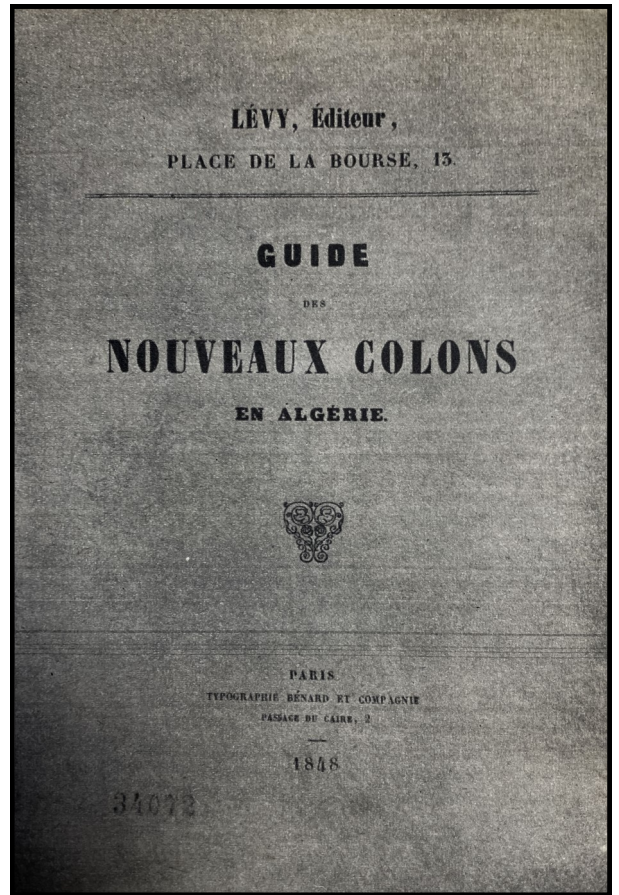 LÉVY, Éditeur,
PLACE DE LA BOURSE, 13
GUIDE
DES
NOUVEAUX COLONS
EN ALGÉRIE.
PARIS
TYPOGRAPHIE BÉNARD ET COMPAGNIE
PASSAGE DU CAIRE, 2
1848
34072